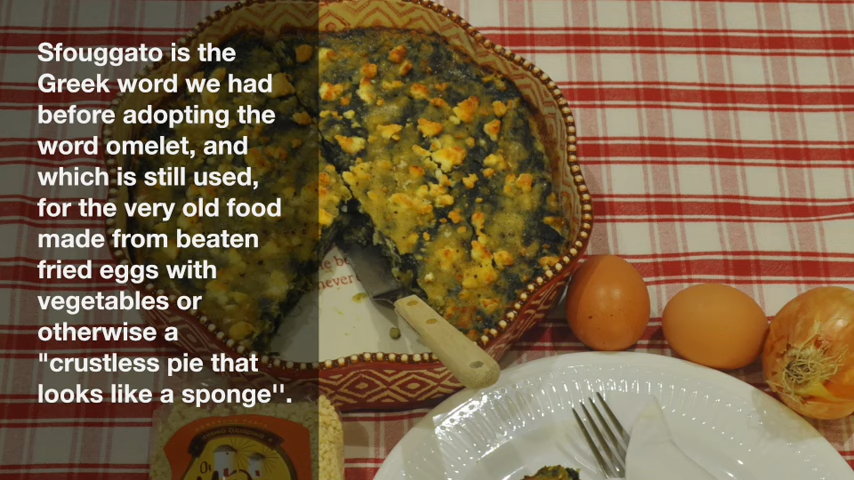 Sfouggato is the
Greek word we had
before adopting the
word omelet, and
which is still used,
for the very old food
made from beaten
fried eggs with
vegetables or
otherwise a
"crustless pie that
looks like a sponge''.
never